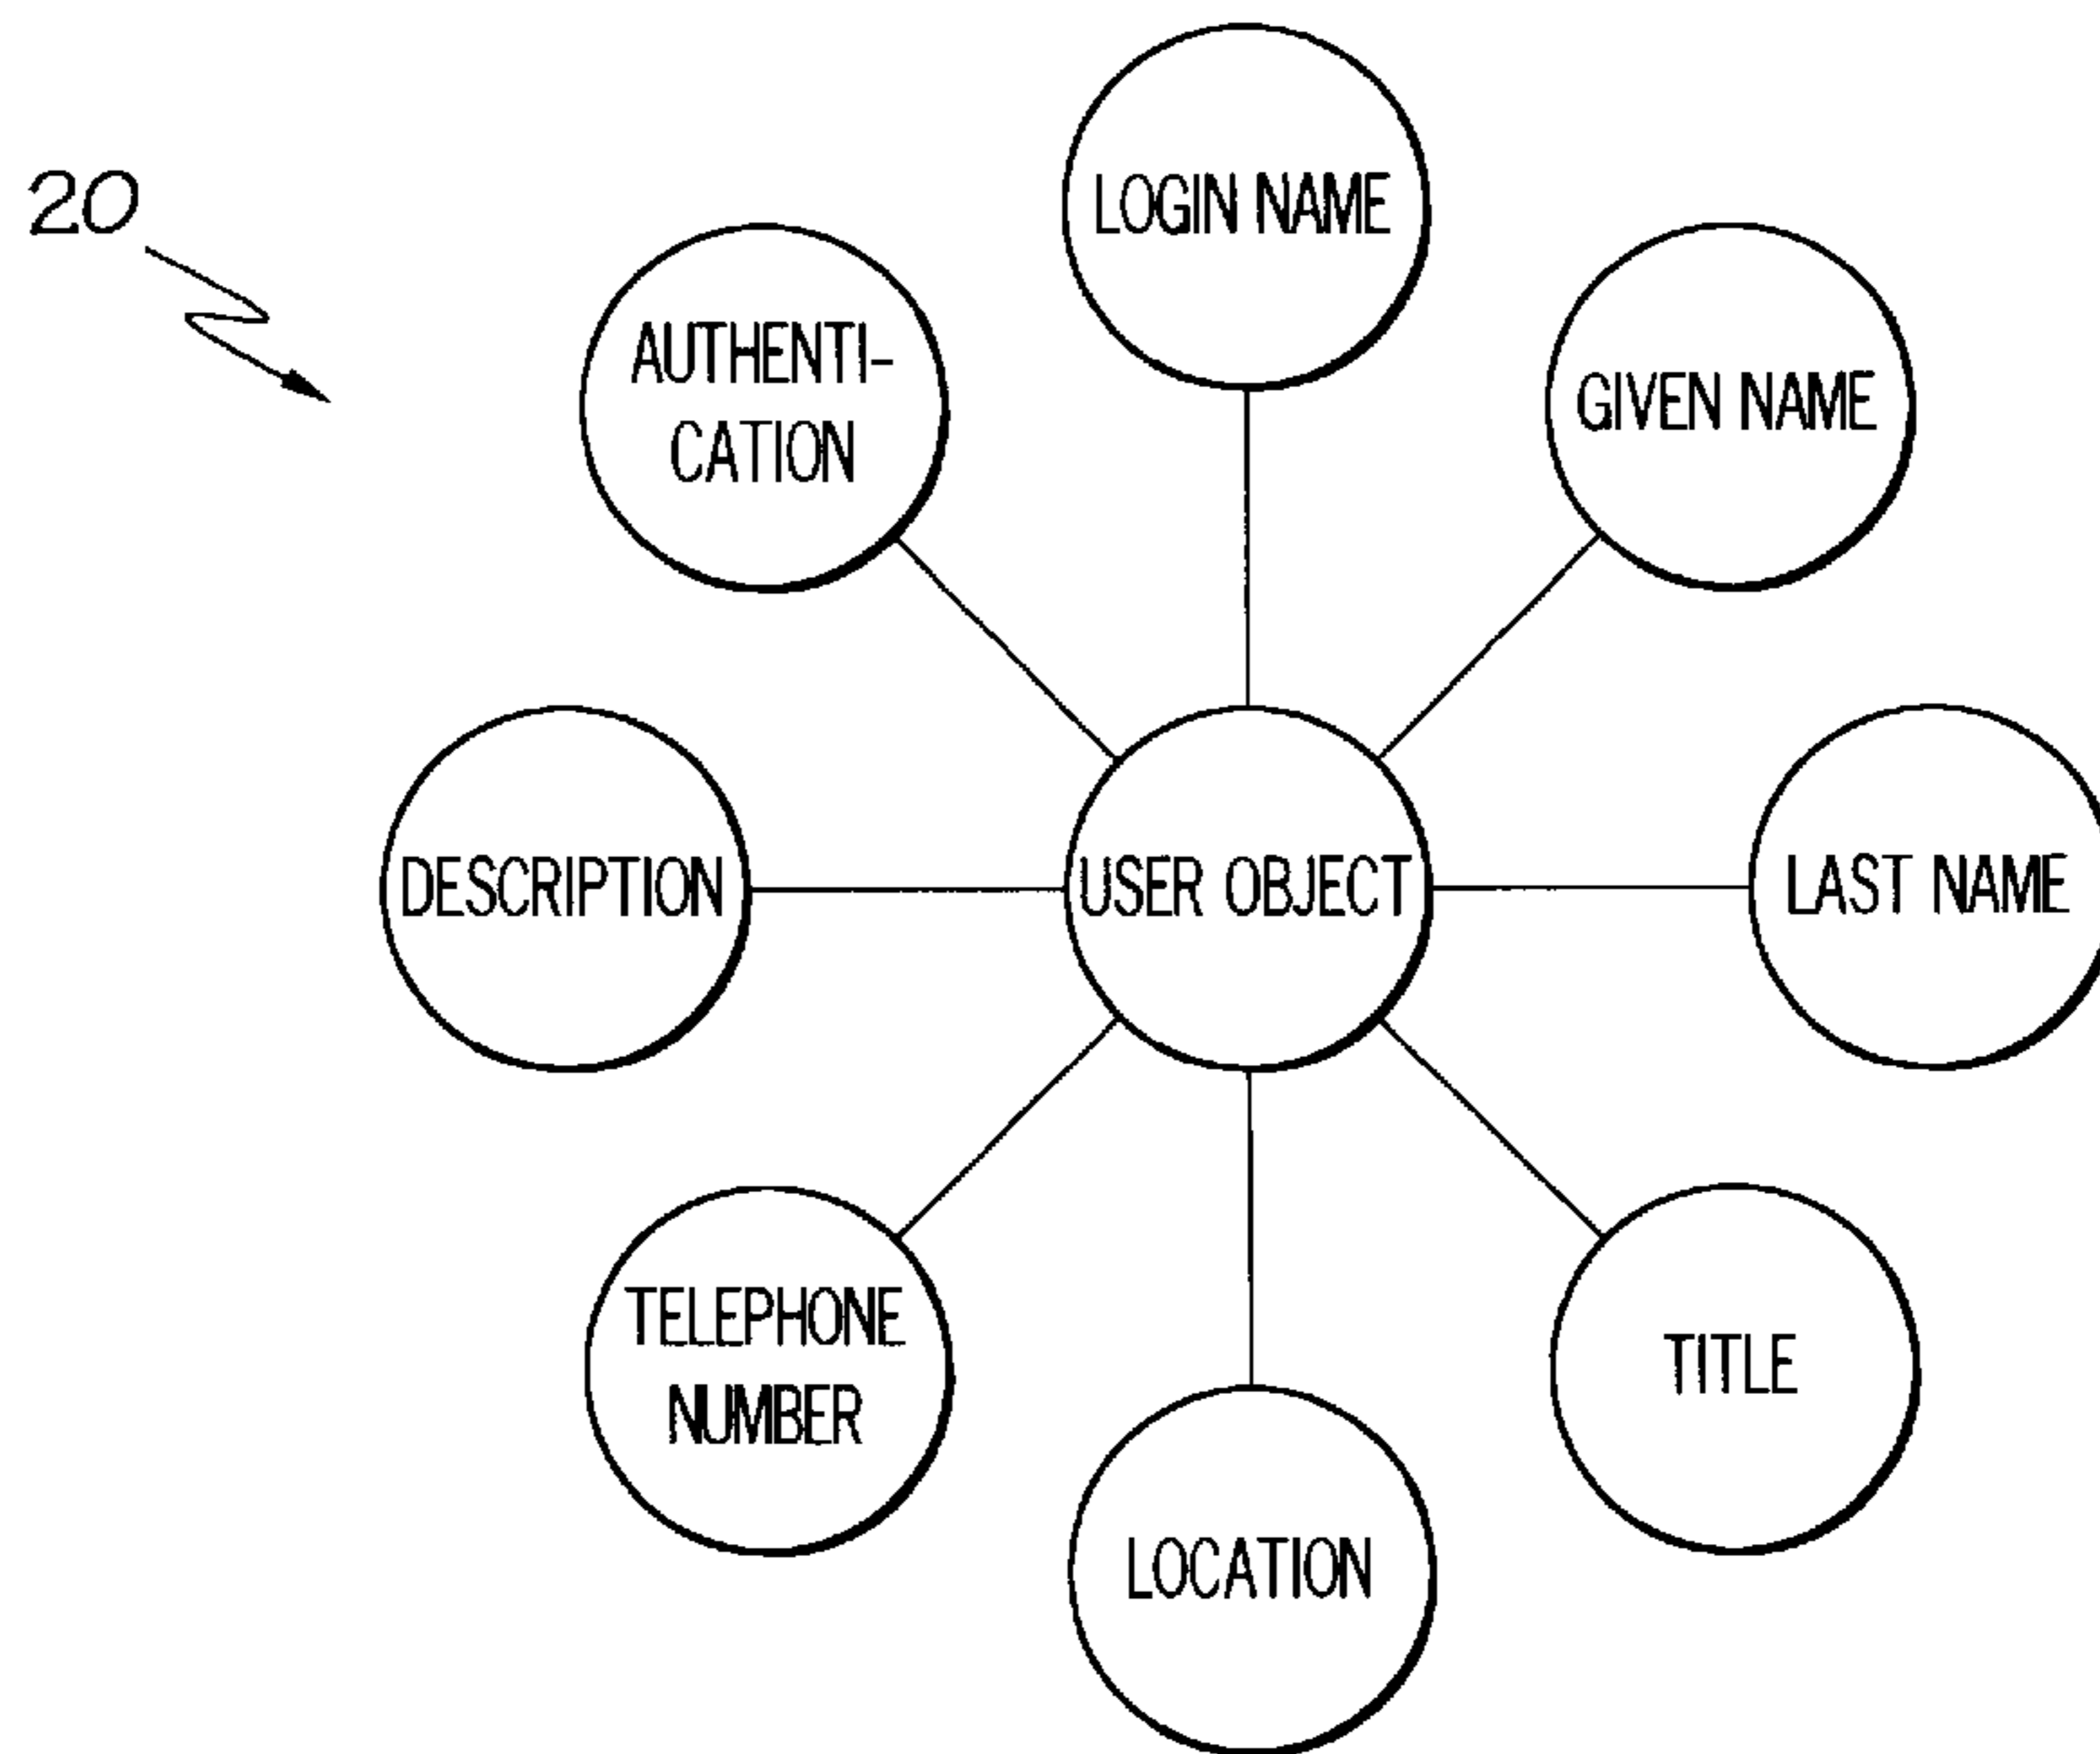 20
LOGIN NAME
AUTHENTI-
CATION
GIVEN NAME
DESCRIPTION
USER OBJECT
LAST NAME
TELEPHONE
NUMBER
TITLE
LOCATION